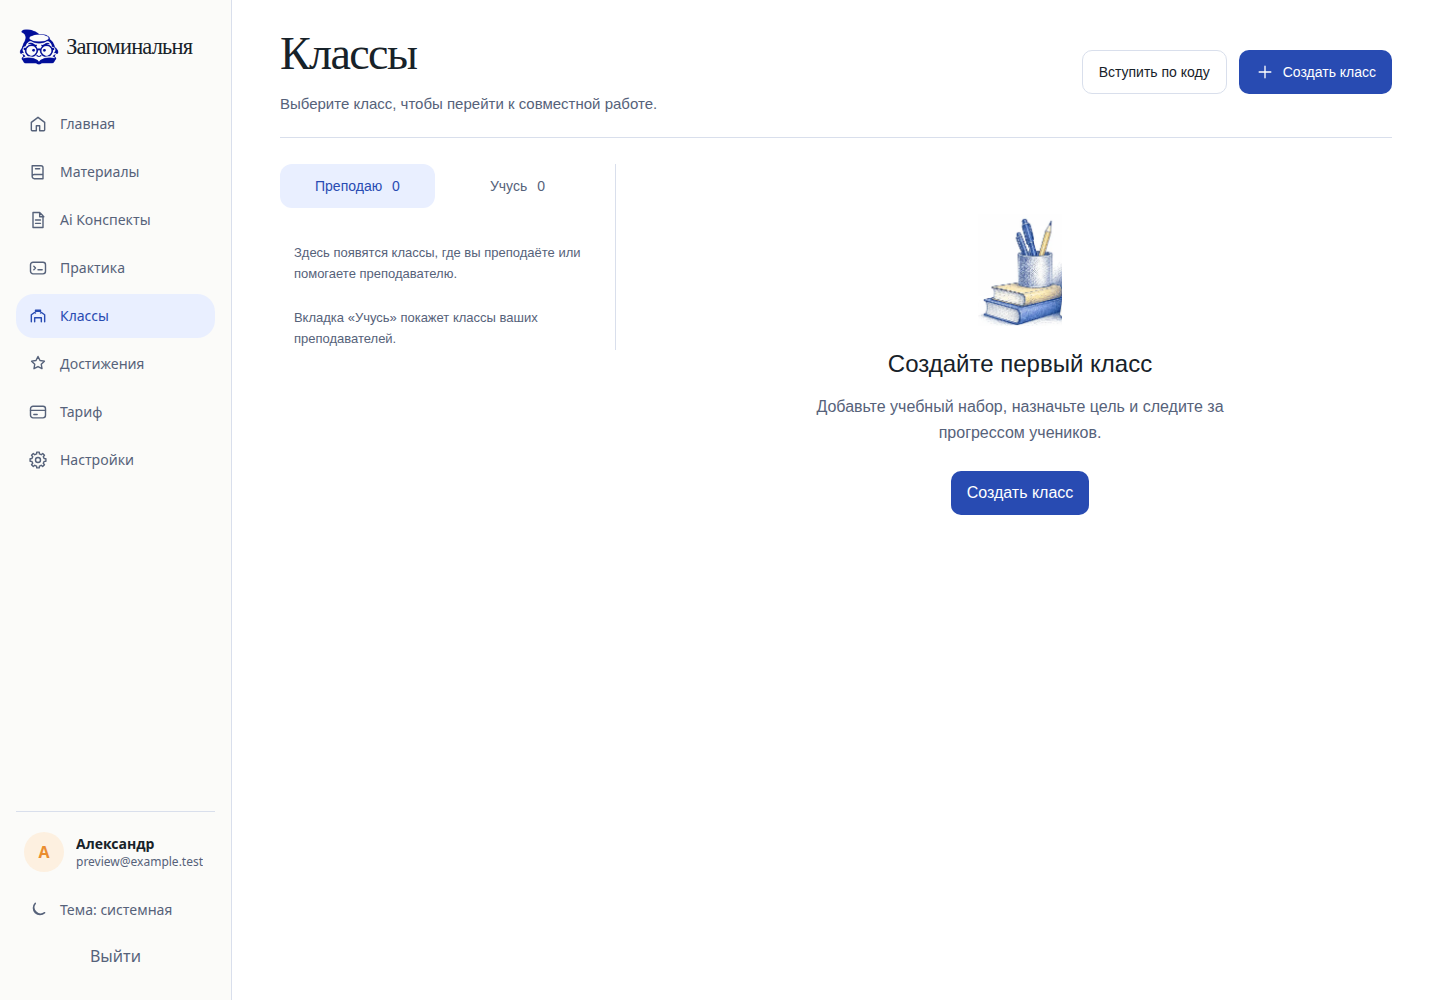 Запоминальня
Главная
Материалы
Ai Конспекты
Практика
Классы
Достижения
Тариф
Настройки
Александр
A
preview@example.test
Тема: системная
Выйти
Классы
Выберите класс, чтобы перейти к совместной работе.
Вступить по коду
Создать класс
Преподаю 0
Учусь 0
Здесь появятся классы, где вы преподаёте или
помогаете преподавателю.
Вкладка «Учусь» покажет классы ваших
преподавателей.
Создайте первый класс
Добавьте учебный набор, назначьте цель и следите за
прогрессом учеников.
Создать класс